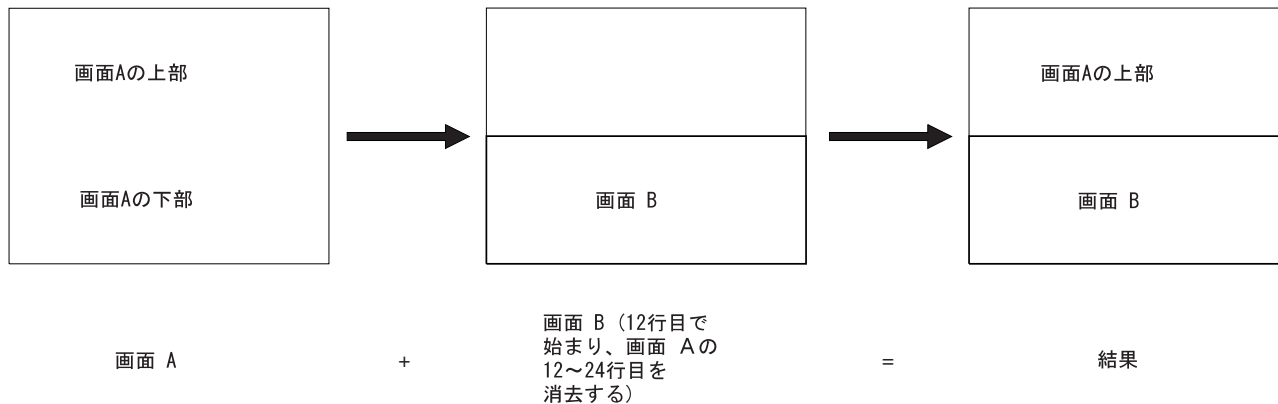 画面Aの上部
画面Aの下部
画面 B
画面Aの上部
画面 B
画面 A
+
画面 B (12行目で
始まり、画面 Aの
12～24行目を
消去する)
=
結果